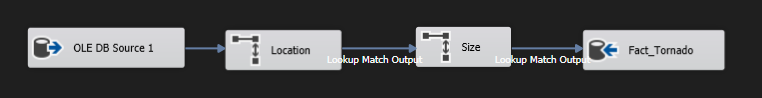 OLE DB Source 1
Location
Lookup Match Output
Size
Lookup Match Output
Fact_Tornado